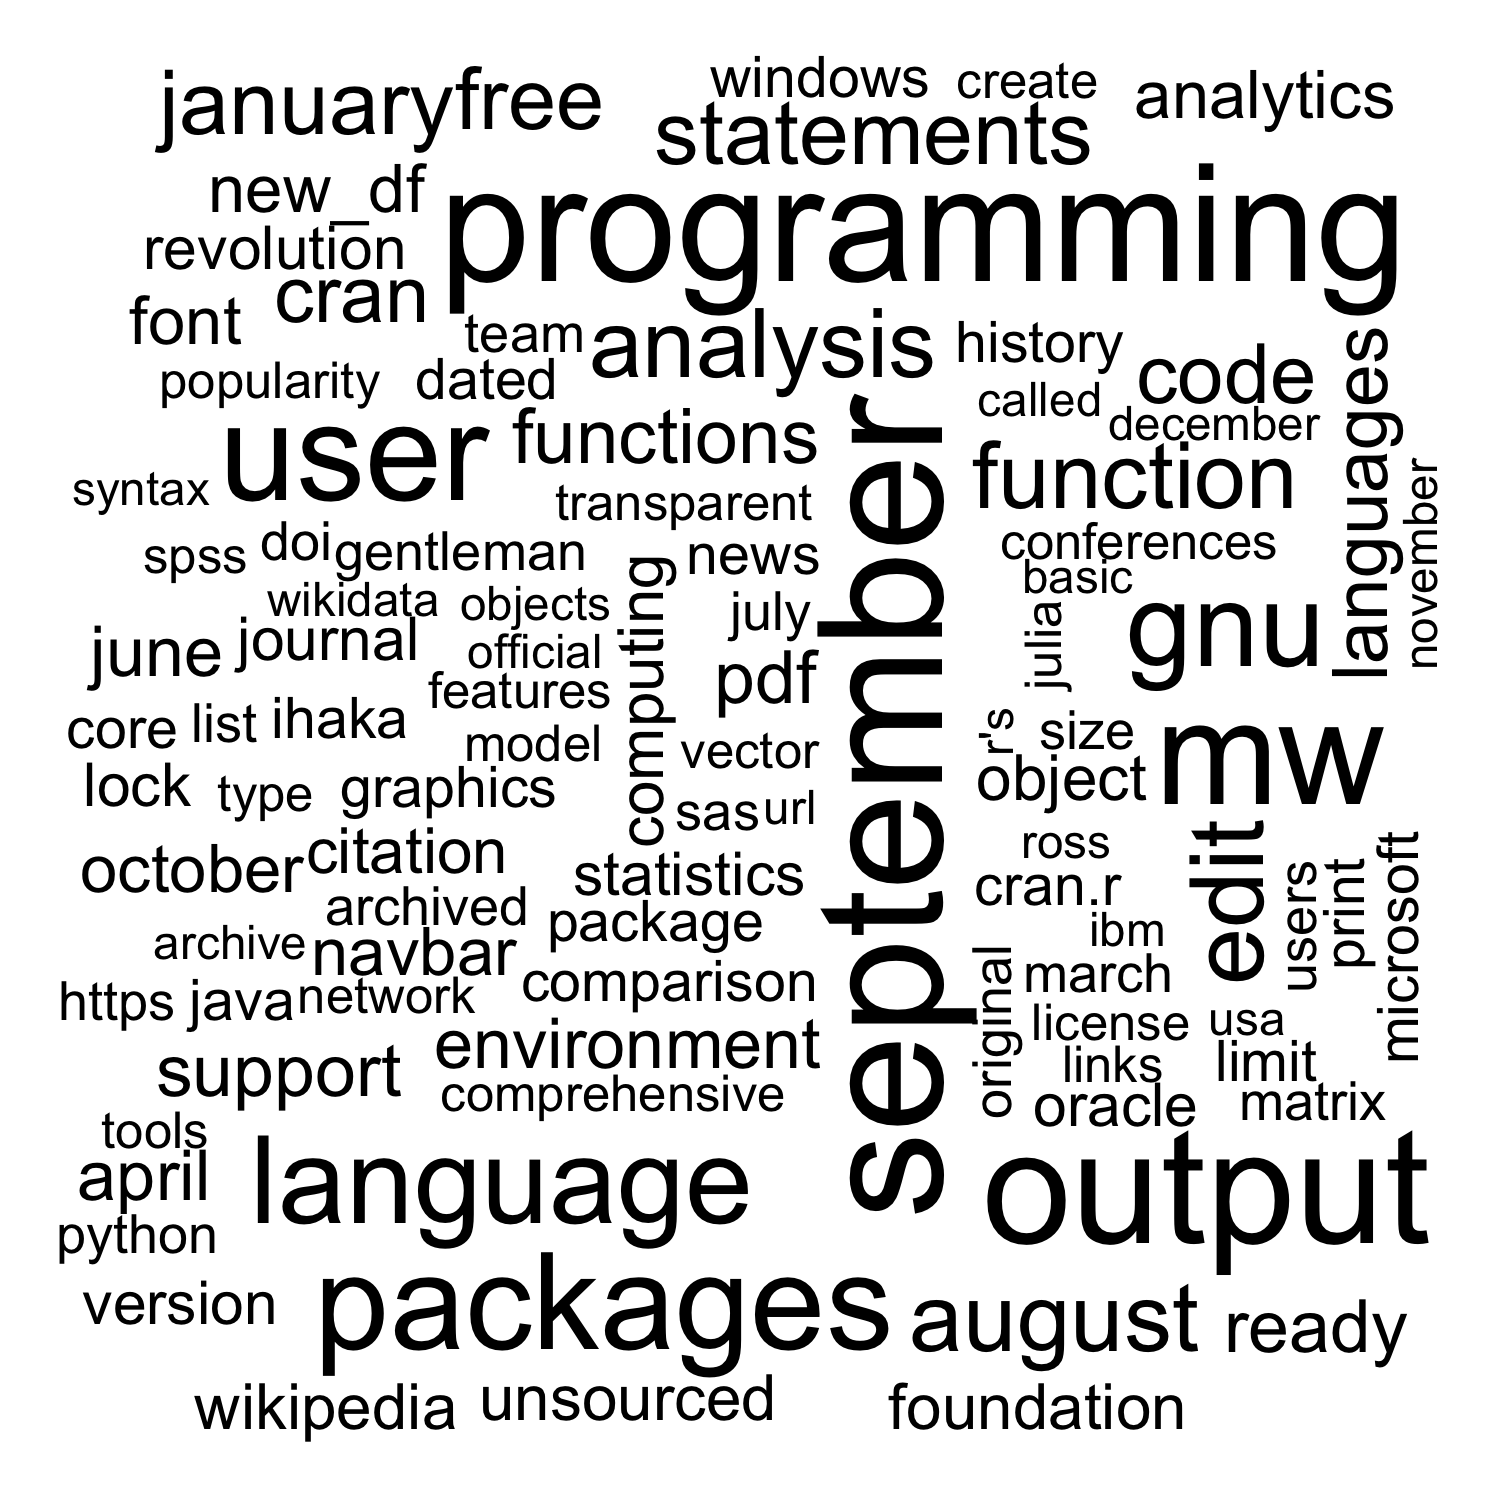 windows
create
analytics
januaryfree
statements
new_df
programming
revolution
cran
font
team
analysis
history
code
languages
popularity
dated
called
december
user
functions
september
function
november
syntax
transparent
spss
doi
gentleman
news
conferences
basic
wikidata
objects
computing
july
julia
gnu
june
journal
official
features
pdf
core
list
ihaka
model
vector
r's
size
mw
object
lock
type
graphics
sas
url
october
citation
statistics
ross
edit
cran.r
users
print
microsoft
archived
package
archive
navbar
ibm
https
java
network
comparison
original
march
support
environment
license
usa
links
limit
comprehensive
oracle
matrix
tools
april
language
output
python
version
packages
august
ready
wikipedia
unsourced
foundation